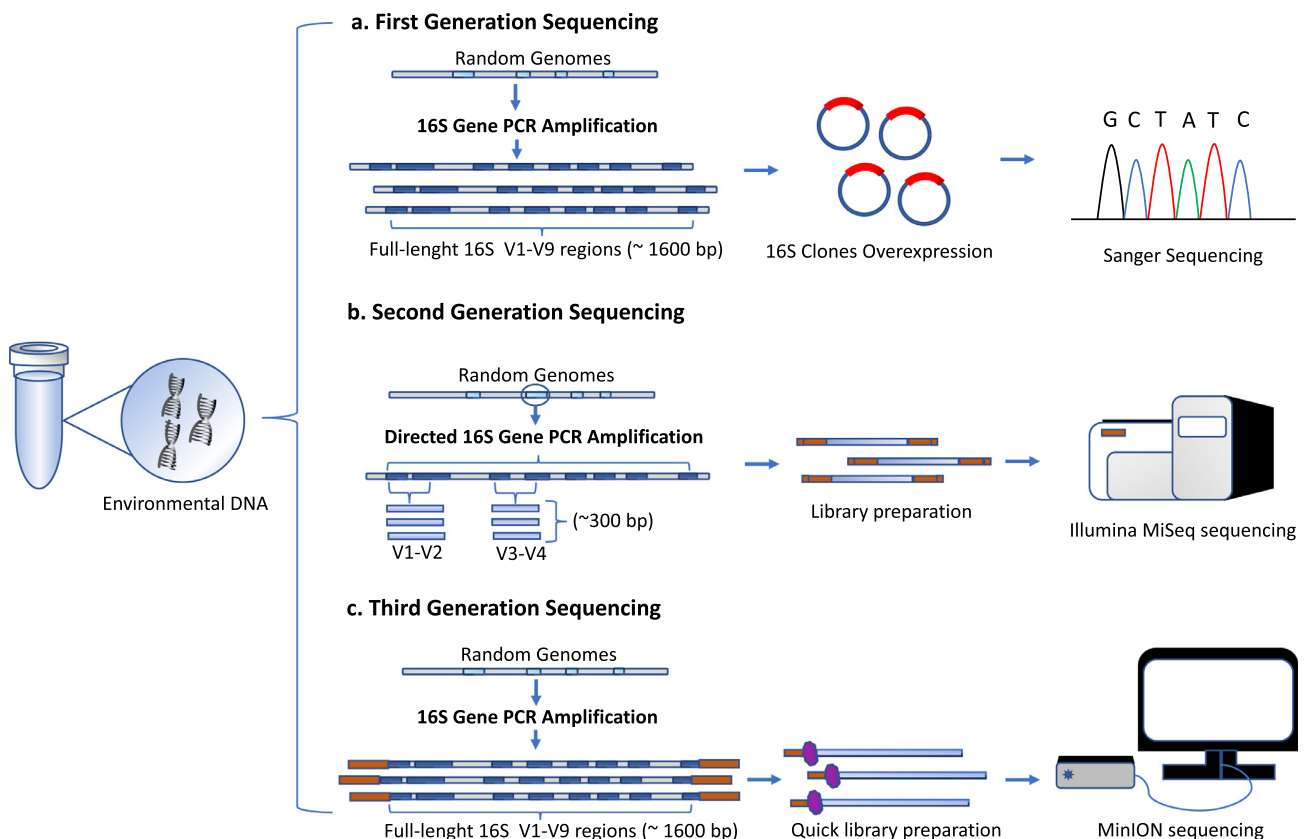 a. First Generation Sequencing
Random Genomes
16S Gene PCR Amplification
Full-lenght 16S V1-V9 regions (~ 1600 bp)
16S Clones Overexpression
G C T A T C
Sanger Sequencing
Environmental DNA
b. Second Generation Sequencing
Random Genomes
Directed 16S Gene PCR Amplification
(~300 bp)
V1-V2
V3-V4
Library preparation
Illumina MiSeq sequencing
c. Third Generation Sequencing
Random Genomes
16S Gene PCR Amplification
Full-lenght 16S V1-V9 regions (~ 1600 bp)
Quick library preparation
MinION sequencing